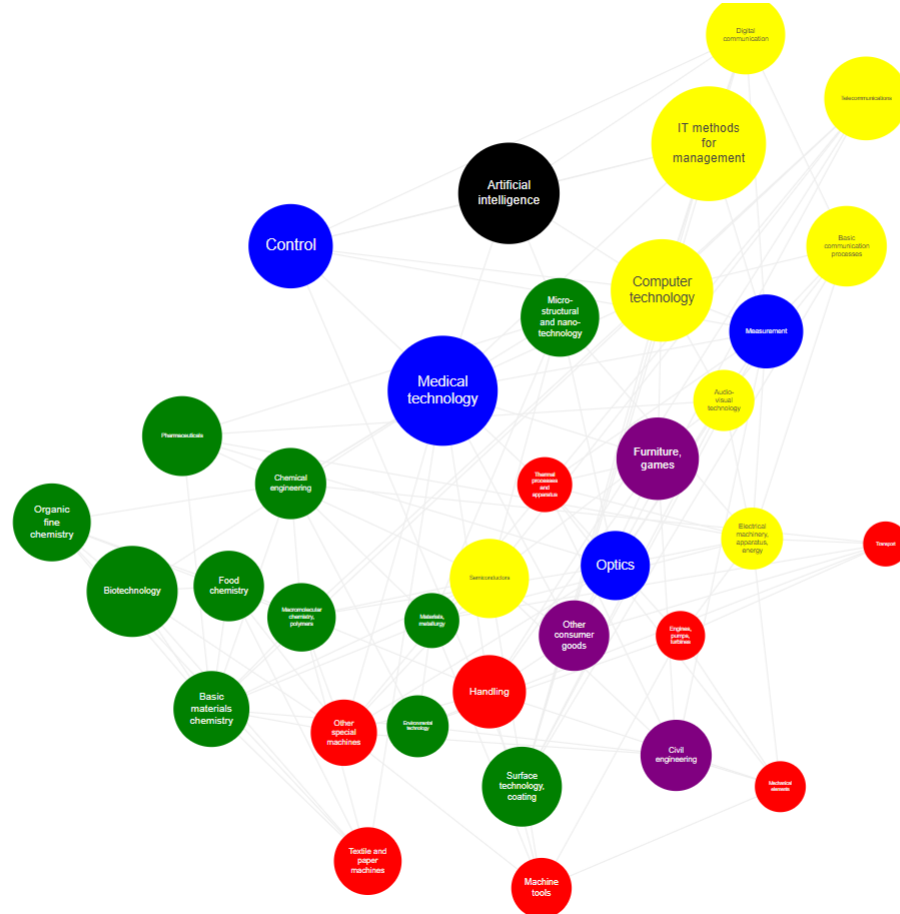 Digital
communication
Telecommunications
IT methods
for
management
Artificial
intelligence
Control
Basic
communication
processes
Computer
technology
Micro-
structural
and nano-
technology
Measurement
Medical
technology
Audio-
visual
technology
Pharmaceuticals
Furniture,
games
Chemical
engineering
Thermal
processes
and
apparatus
Organic
fine
chemistry
Electrical
machinery,
apparatus,
energy
Transport
Optics
Semiconductors
Biotechnology
Food
chemistry
Macromolecular
chemistry,
polymers
Materials,
metallurgy
Other
consumer
goods
Engines,
pumps,
turbines
Handling
Basic
materials
chemistry
Other
special
machines
Environmental
technology
Civil
engineering
Surface
technology,
coating
Mechanical
elements
Textile and
paper
machines
Machine
tools